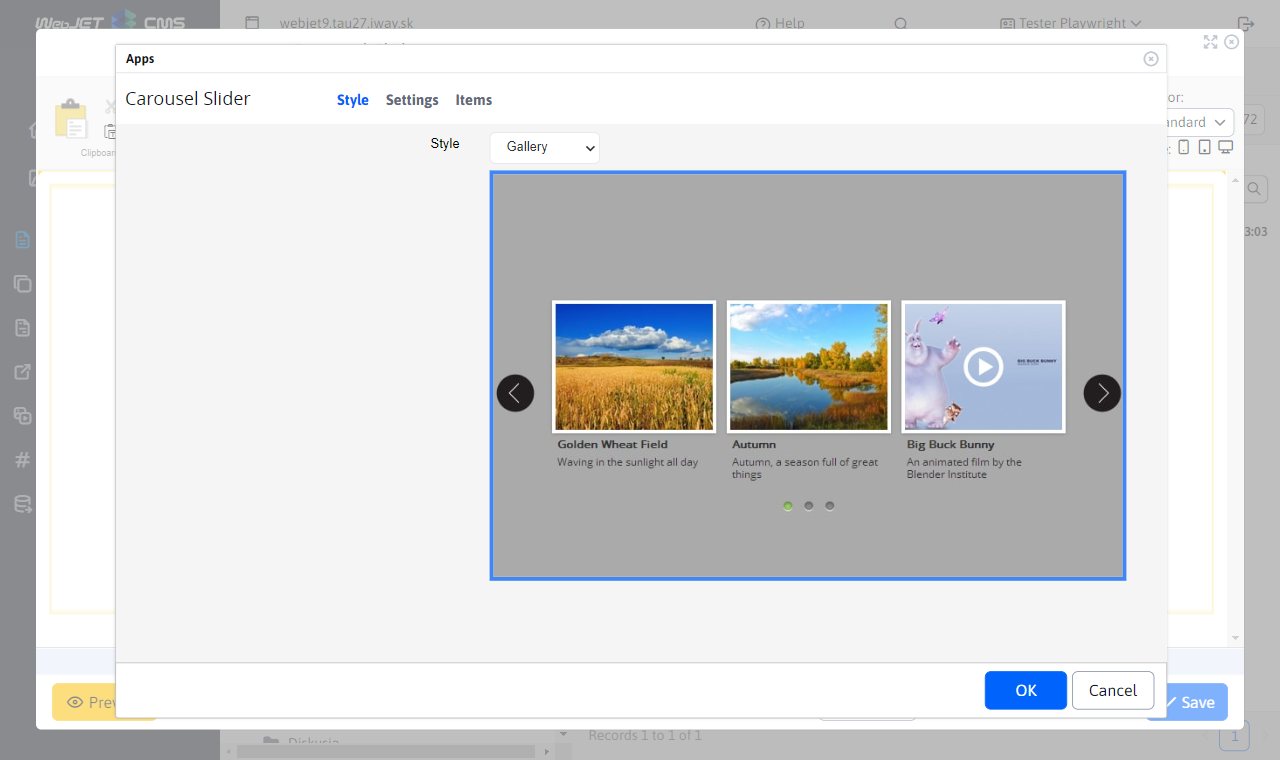 WebJET CMS
webjet9.tau27.iway.sk
Help
Tester Playwright
Apps
Carousel Slider
Style
Settings
Items
or:
andard
72
Clipboar
Style
Gallery
3:03
BIG BUCK BUNNY
Golden Wheat Field
Waving in the sunlight all day
Autumn
Autumn, a season full of great
things
Big Buck Bunny
An animated film by the
Blender Institute
OK
Cancel
Prev
Save
Diskusia
Records 1 to 1 of 1
1